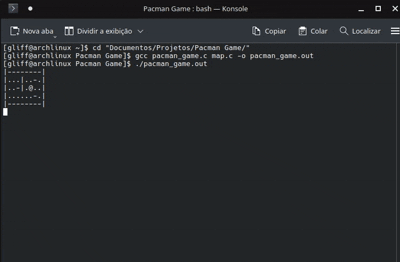 Pacman Game : bash — Konsole
Nova aba
Dividir a exibição
Copiar
Colar
Localizar
[gliff@archlinux ~]$ cd "Documentos/Projetos/Pacman Game/"
[gliff@archlinux Pacman Game]$ gcc pacman_game.c map.c -o pacman_game.out
[gliff@archlinux Pacman Game]$ ./pacman_game.out
|--------|
|...|..-.|
|..-|.@..|
|......-.|
|--------|